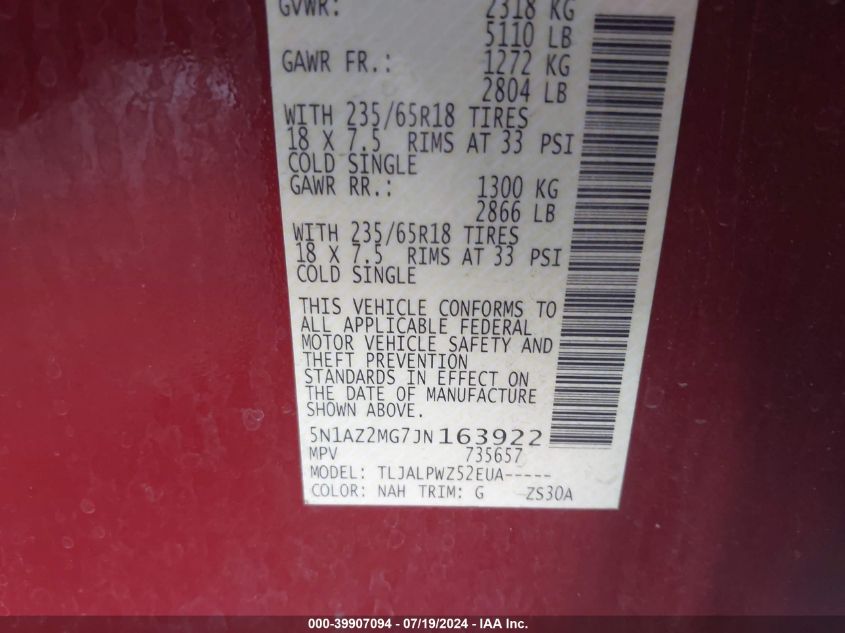 GVWR: 2318 KG
5110 LB
GAWR FR.: 1272 KG
2804 LB
WITH 235/65R18 TIRES
18 X 7.5 RIMS AT 33 PSI
COLD SINGLE
GAWR RR.: 1300 KG
2866 LB
WITH 235/65R18 TIRES
18 X 7.5 RIMS AT 33 PSI
COLD SINGLE
THIS VEHICLE CONFORMS TO
ALL APPLICABLE FEDERAL
MOTOR VEHICLE SAFETY AND
THEFT PREVENTION
STANDARDS IN EFFECT ON
THE DATE OF MANUFACTURE
SHOWN ABOVE.
5N1AZ2MG7JN163922
MPV 735657
MODEL: TLJALPWZ52EUA-----
COLOR: NAH TRIM: G ZS30A
000-39907094 - 07/19/2024 - IAA Inc.